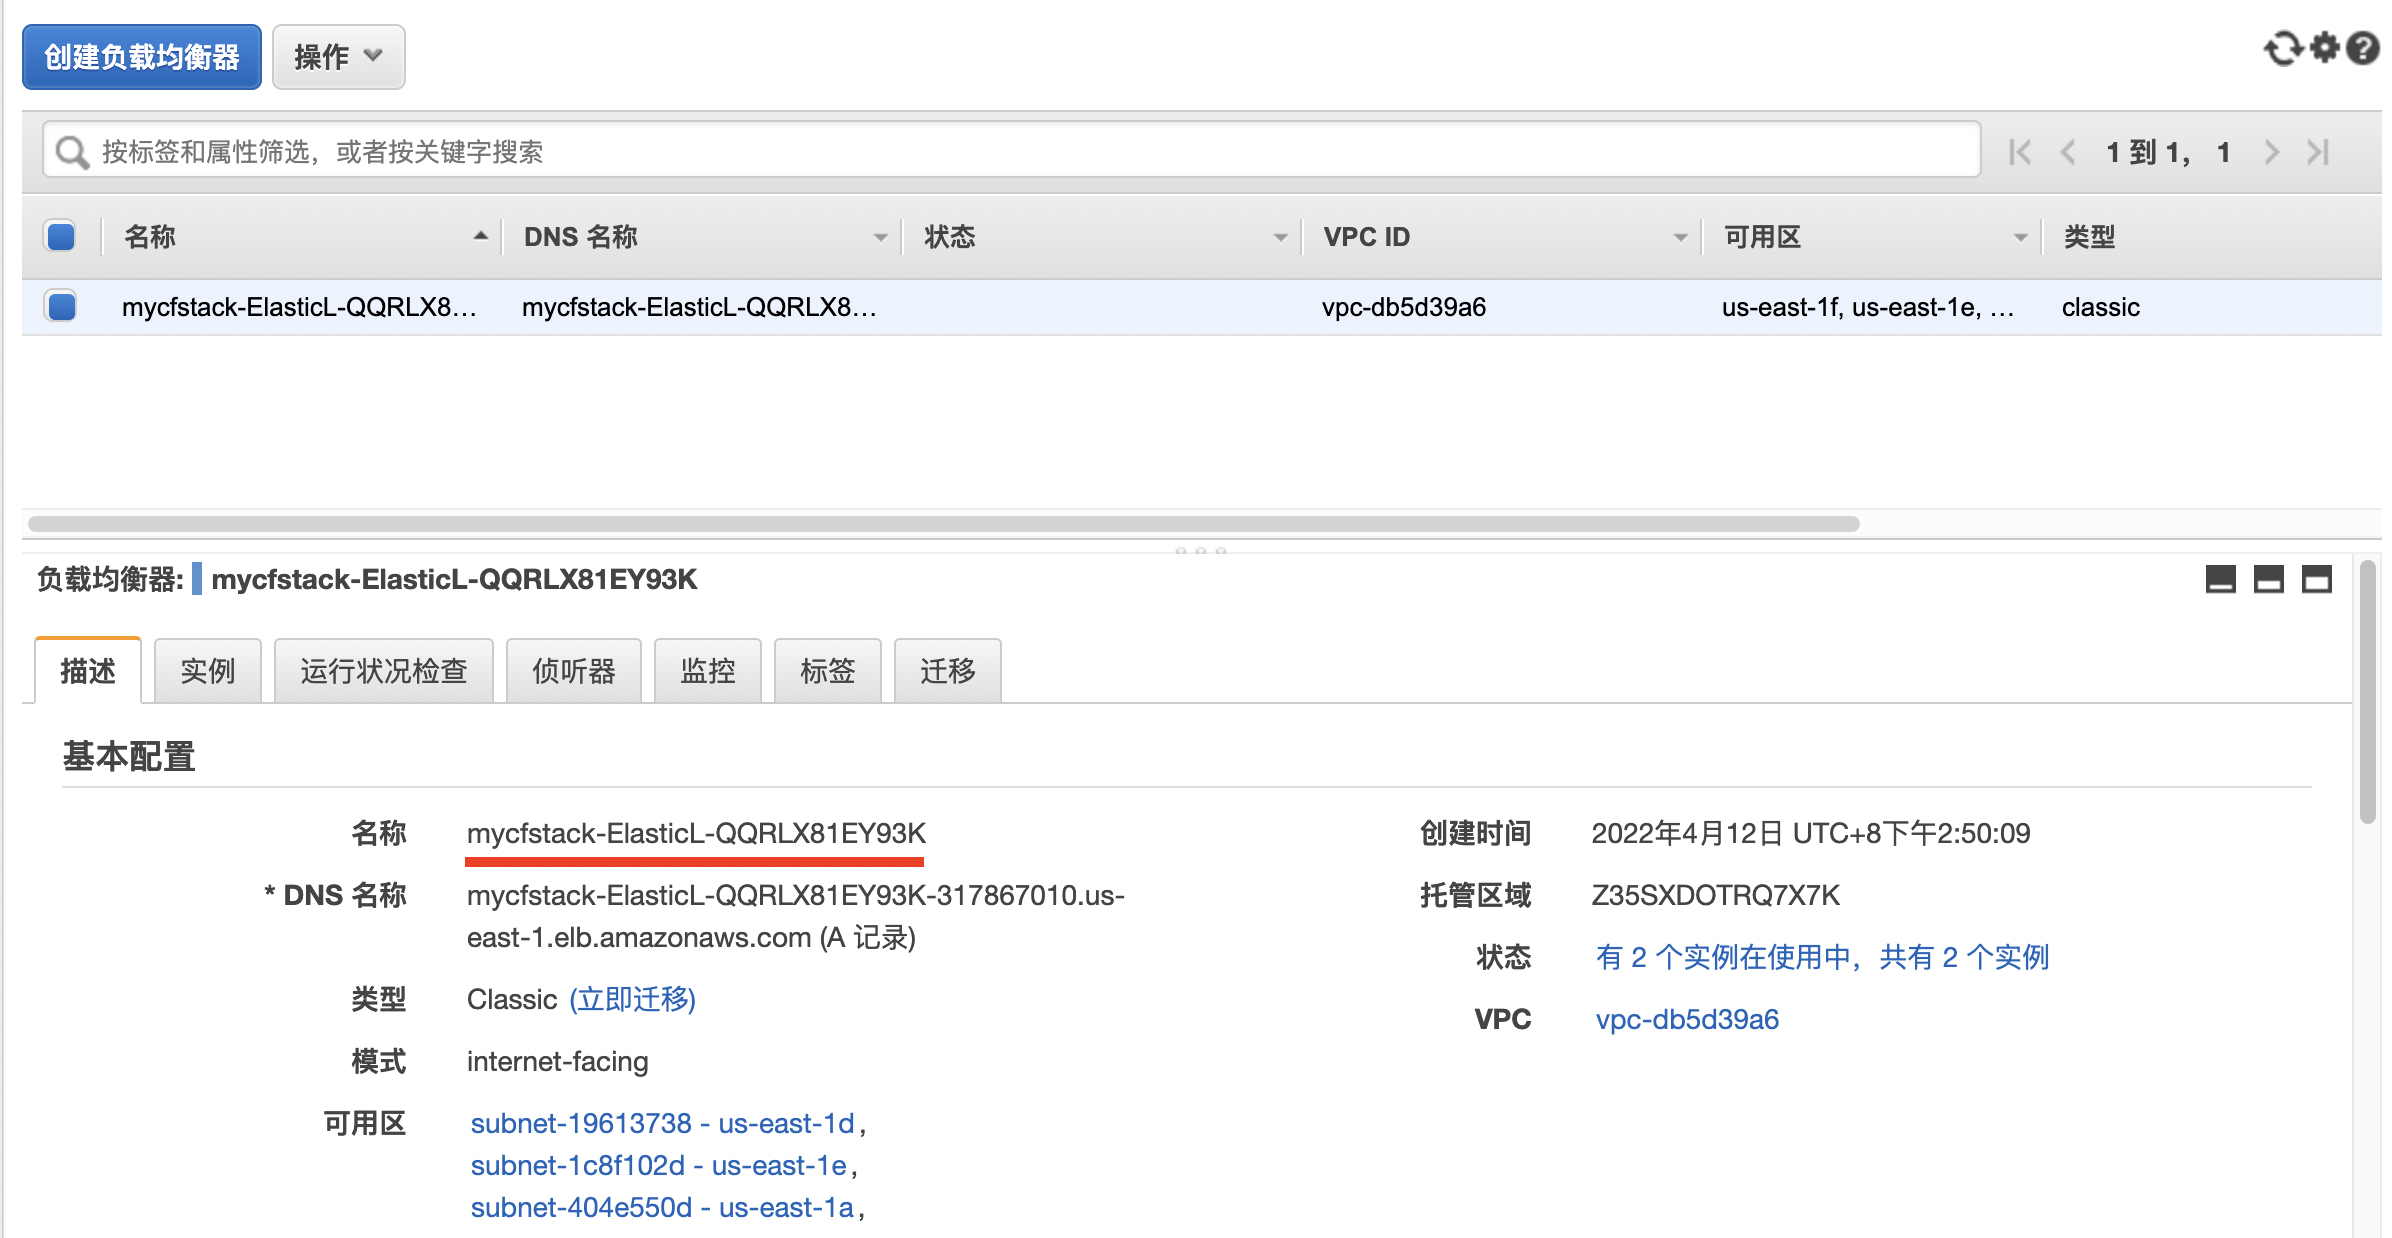 创建负载均衡器 操作
按标签和属性筛选，或者按关键字搜索 1 到 1， 1
名称 DNS 名称 状态 VPC ID 可用区 类型
mycfstack-ElasticL-QQRLX8... mycfstack-ElasticL-QQRLX8... vpc-db5d39a6 us-east-1f, us-east-1e, ... classic
负载均衡器: mycfstack-ElasticL-QQRLX81EY93K
描述 实例 运行状况检查 侦听器 监控 标签 迁移
基本配置
名称 mycfstack-ElasticL-QQRLX81EY93K 创建时间 2022年4月12日 UTC+8下午2:50:09
* DNS 名称 mycfstack-ElasticL-QQRLX81EY93K-317867010.us- 托管区域 Z35SXDOTRQ7X7K
east-1.elb.amazonaws.com (A 记录)
状态 有 2 个实例在使用中，共有 2 个实例
类型 Classic (立即迁移)
VPC vpc-db5d39a6
模式 internet-facing
可用区 subnet-19613738 - us-east-1d,
subnet-1c8f102d - us-east-1e,
subnet-404e550d - us-east-1a,